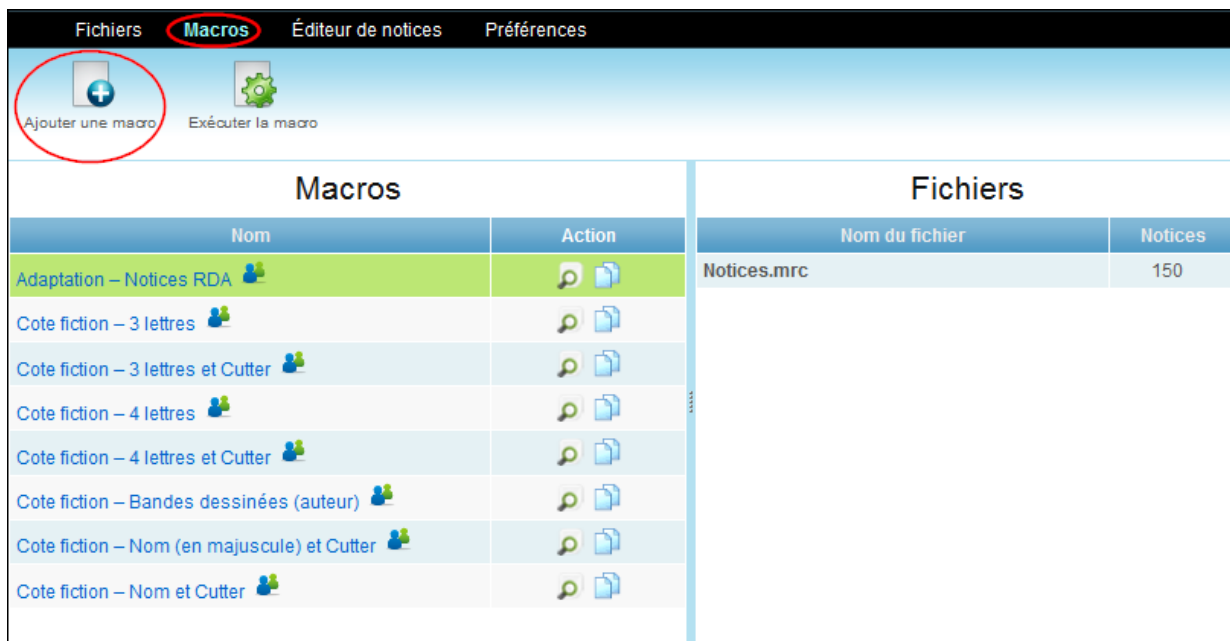 Fichiers Macros Éditeur de notices Préférences
Ajouter une macro Exécuter la macro
Macros
Nom Action
Adaptation – Notices RDA
Cote fiction – 3 lettres
Cote fiction – 3 lettres et Cutter
Cote fiction – 4 lettres
Cote fiction – 4 lettres et Cutter
Cote fiction – Bandes dessinées (auteur)
Cote fiction – Nom (en majuscule) et Cutter
Cote fiction – Nom et Cutter
Fichiers
Nom du fichier Notices
Notices.mrc 150